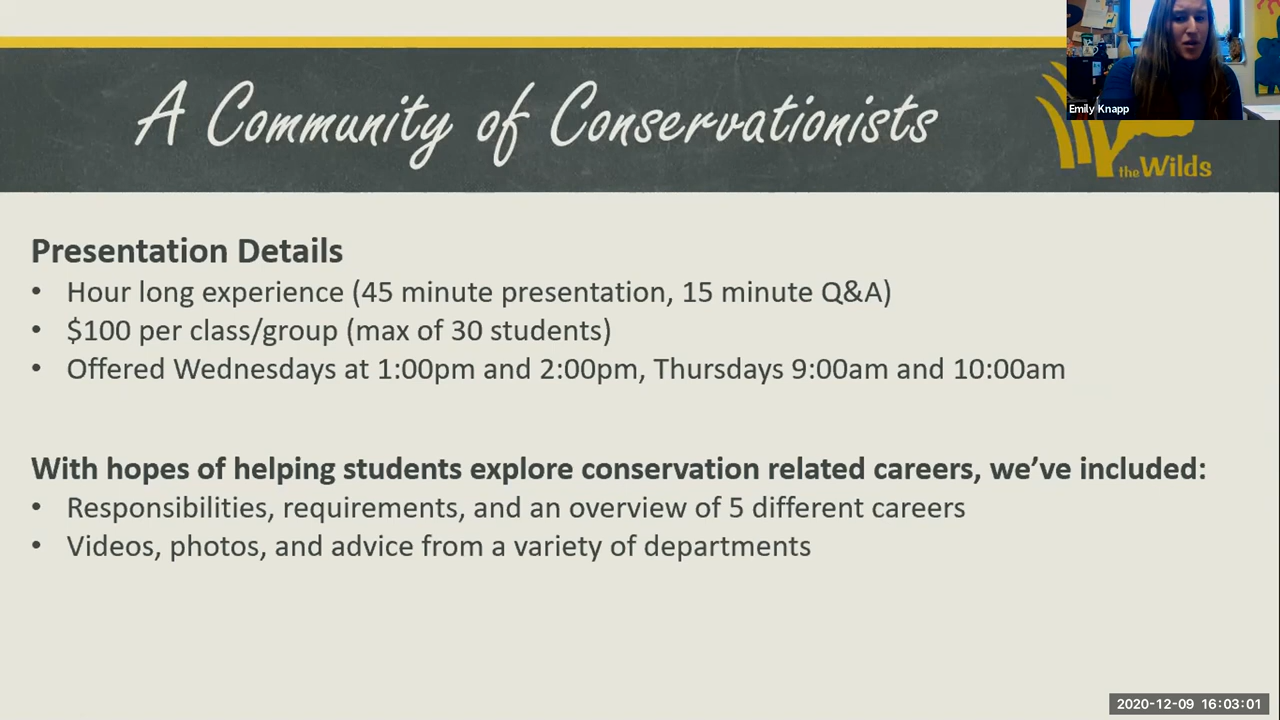 A Community of Conservationists
Emily Knapp
the Wilds
Presentation Details
• Hour long experience (45 minute presentation, 15 minute Q&A)
• $100 per class/group (max of 30 students)
• Offered Wednesdays at 1:00pm and 2:00pm, Thursdays 9:00am and 10:00am
With hopes of helping students explore conservation related careers, we’ve included:
• Responsibilities, requirements, and an overview of 5 different careers
• Videos, photos, and advice from a variety of departments
2020-12-09 16:03:01